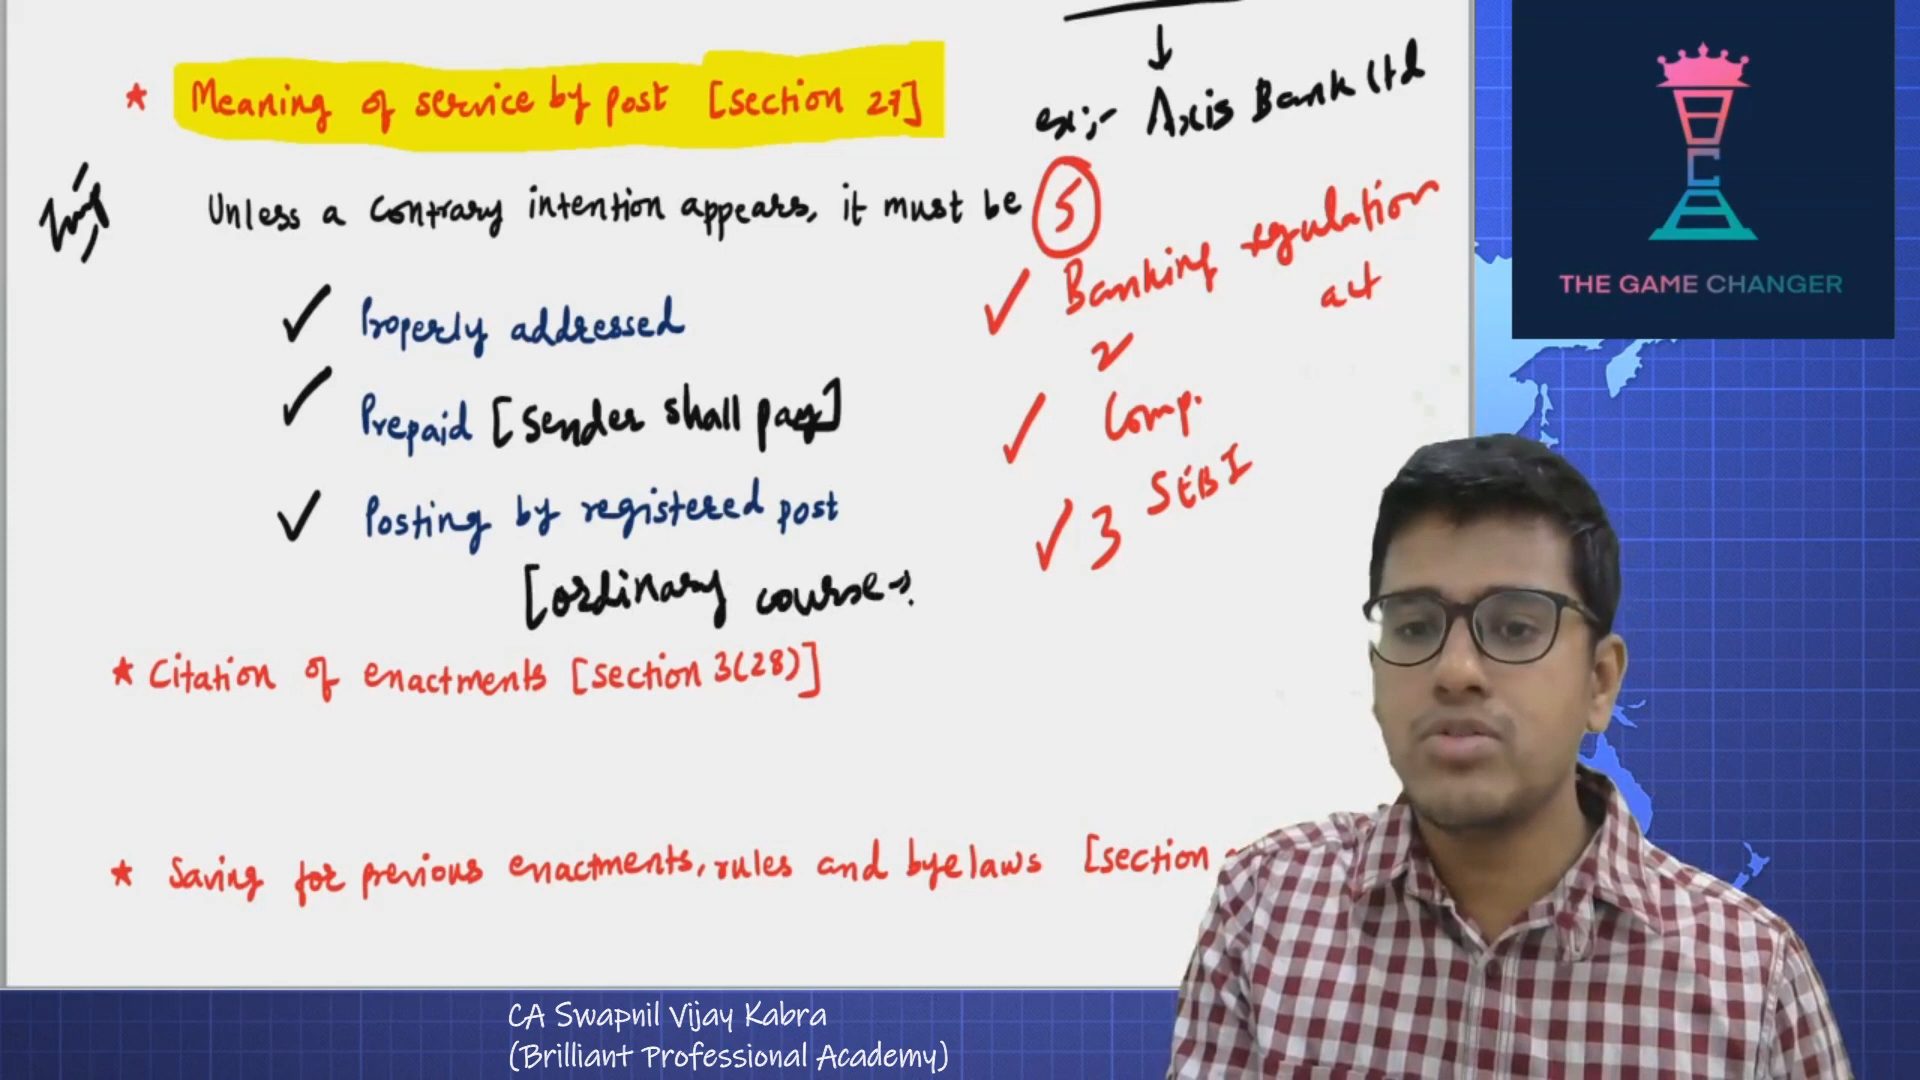 ★ Meaning of service by post [section 27]
ex:- Axis Bank Ltd
Imp
Unless a contrary intention appears, it must be
5
✓ Properly addressed
✓ Banking regulation
act
2
✓ Prepaid [sender shall pay]
✓ Comp.
✓ Posting by registered post
✓ 3 SEBI
[ordinary course
★ Citation of enactments [section 3(28)]
★ Saving for previous enactments, rules and byelaws [section
C
THE GAME CHANGER
CA Swapnil Vijay Kabra
(Brilliant Professional Academy)